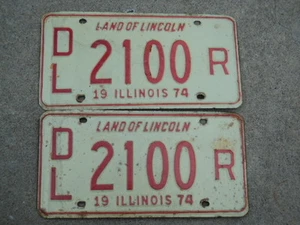 LAND OF LINCOLN
DL 2100 R
19 ILLINOIS 74
LAND OF LINCOLN
DL 2100 R
19 ILLINOIS 74